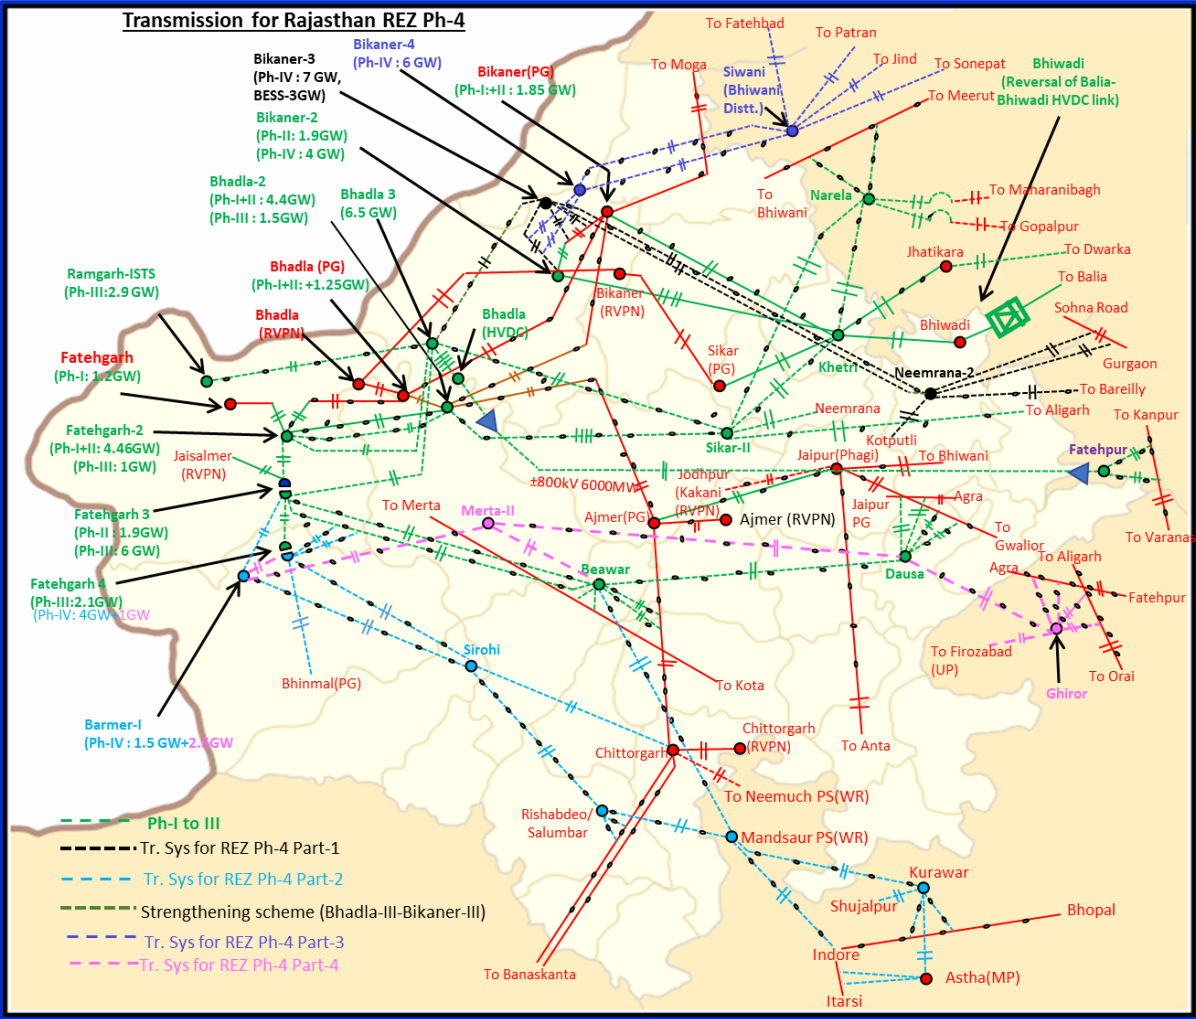 Transmission for Rajasthan REZ Ph-4
Bikaner-4
(Ph-IV : 6 GW)
Bikaner-3
(Ph-IV : 7 GW,
BESS-3GW)
Bikaner(PG)
(Ph-I:+II : 1.85 GW)
Bikaner-2
(Ph-II: 1.9GW)
(Ph-IV : 4 GW)
Bhadla-2
(Ph-I+II : 4.4GW)
(Ph-III : 1.5GW)
Bhadla 3
(6.5 GW)
Ramgarh-ISTS
(Ph-III:2.9 GW)
Bhadla (PG)
(Ph-I+II: +1.25GW)
Bhadla
(RVPN)
Bhadla
(HVDC)
Fatehgarh
(Ph-I: 1.2GW)
Fatehgarh-2
(Ph-I+II: 4.46GW)
(Ph-III: 1GW)
Jaisalmer
(RVPN)
Fatehgarh 3
(Ph-II : 1.9GW)
(Ph-III: 6 GW)
Fatehgarh 4
(Ph-III:2.1GW)
(Ph-IV: 4GW+1GW
Barmer-I
(Ph-IV : 1.5 GW+2.5GW
To Fatehbad
To Patran
To Jind
To Sonepat
To Moga
Siwani
(Bhiwani
Distt.)
To Meerut
Bhiwadi
(Reversal of Balia-
Bhiwadi HVDC link)
To
Bhiwani
Narela
To Maharanibagh
To Gopalpur
Jhatikara
To Dwarka
To Balia
Bhiwadi
Sohna Road
Gurgaon
Bikaner
(RVPN)
Sikar
(PG)
Khetri
Neemrana-2
To Bareilly
To Aligarh
To Kanpur
Neemrana
Kotputli
Sikar-II
Jaipur(Phagi)
To Bhiwani
Fatehpur
±800kV 6000MW
Jodhpur
(Kakani
(RVPN)
Jaipur
PG
Agra
To
Gwalior
To Varanas
To Merta
Merta-II
Ajmer(PG)
Ajmer (RVPN)
Beawar
Dausa
To Aligarh
Agra
Fatehpur
To Firozabad
(UP)
To Orai
Ghiror
Sirohi
Bhinmal(PG)
To Kota
Chittorgarh
Chittorgarh
(RVPN)
To Anta
To Neemuch PS(WR)
Rishabdeo/
Salumbar
Mandsaur PS(WR)
Kurawar
Shujalpur
Bhopal
Indore
Astha(MP)
Itarsi
To Banaskanta
Ph-I to III
Tr. Sys for REZ Ph-4 Part-1
Tr. Sys for REZ Ph-4 Part-2
Strengthening scheme (Bhadla-III-Bikaner-III)
Tr. Sys for REZ Ph-4 Part-3
Tr. Sys for REZ Ph-4 Part-4